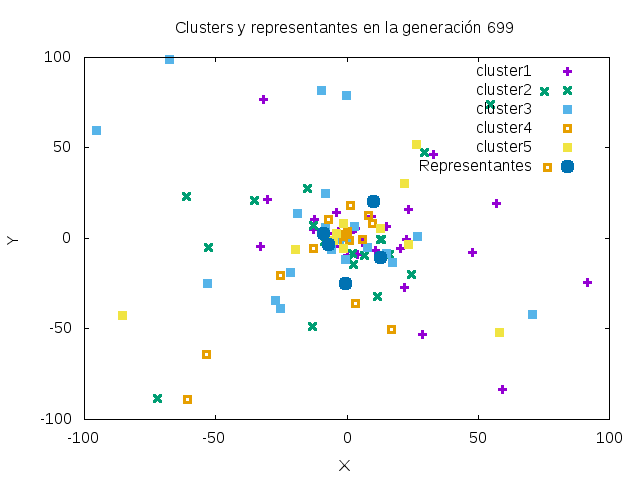 Clusters y representantes en la generación 699
100
50
0
-50
-100
-100
-50
0
50
100
Y
X
cluster1
cluster2
cluster3
cluster4
cluster5
Representantes